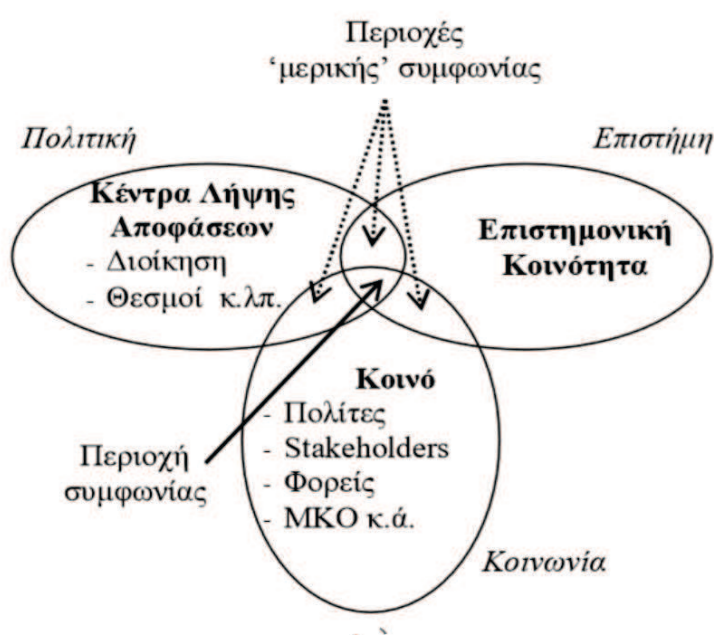 Περιοχές
‘μερικής’ συμφωνίας
Πολιτική
Επιστήμη
Κέντρα Λήψης
Αποφάσεων
- Διοίκηση
- Θεσμοί κ.λπ.
Επιστημονική
Κοινότητα
Κοινό
- Πολίτες
- Stakeholders
- Φορείς
- ΜΚΟ κ.ά.
Περιοχή
συμφωνίας
Κοινωνία